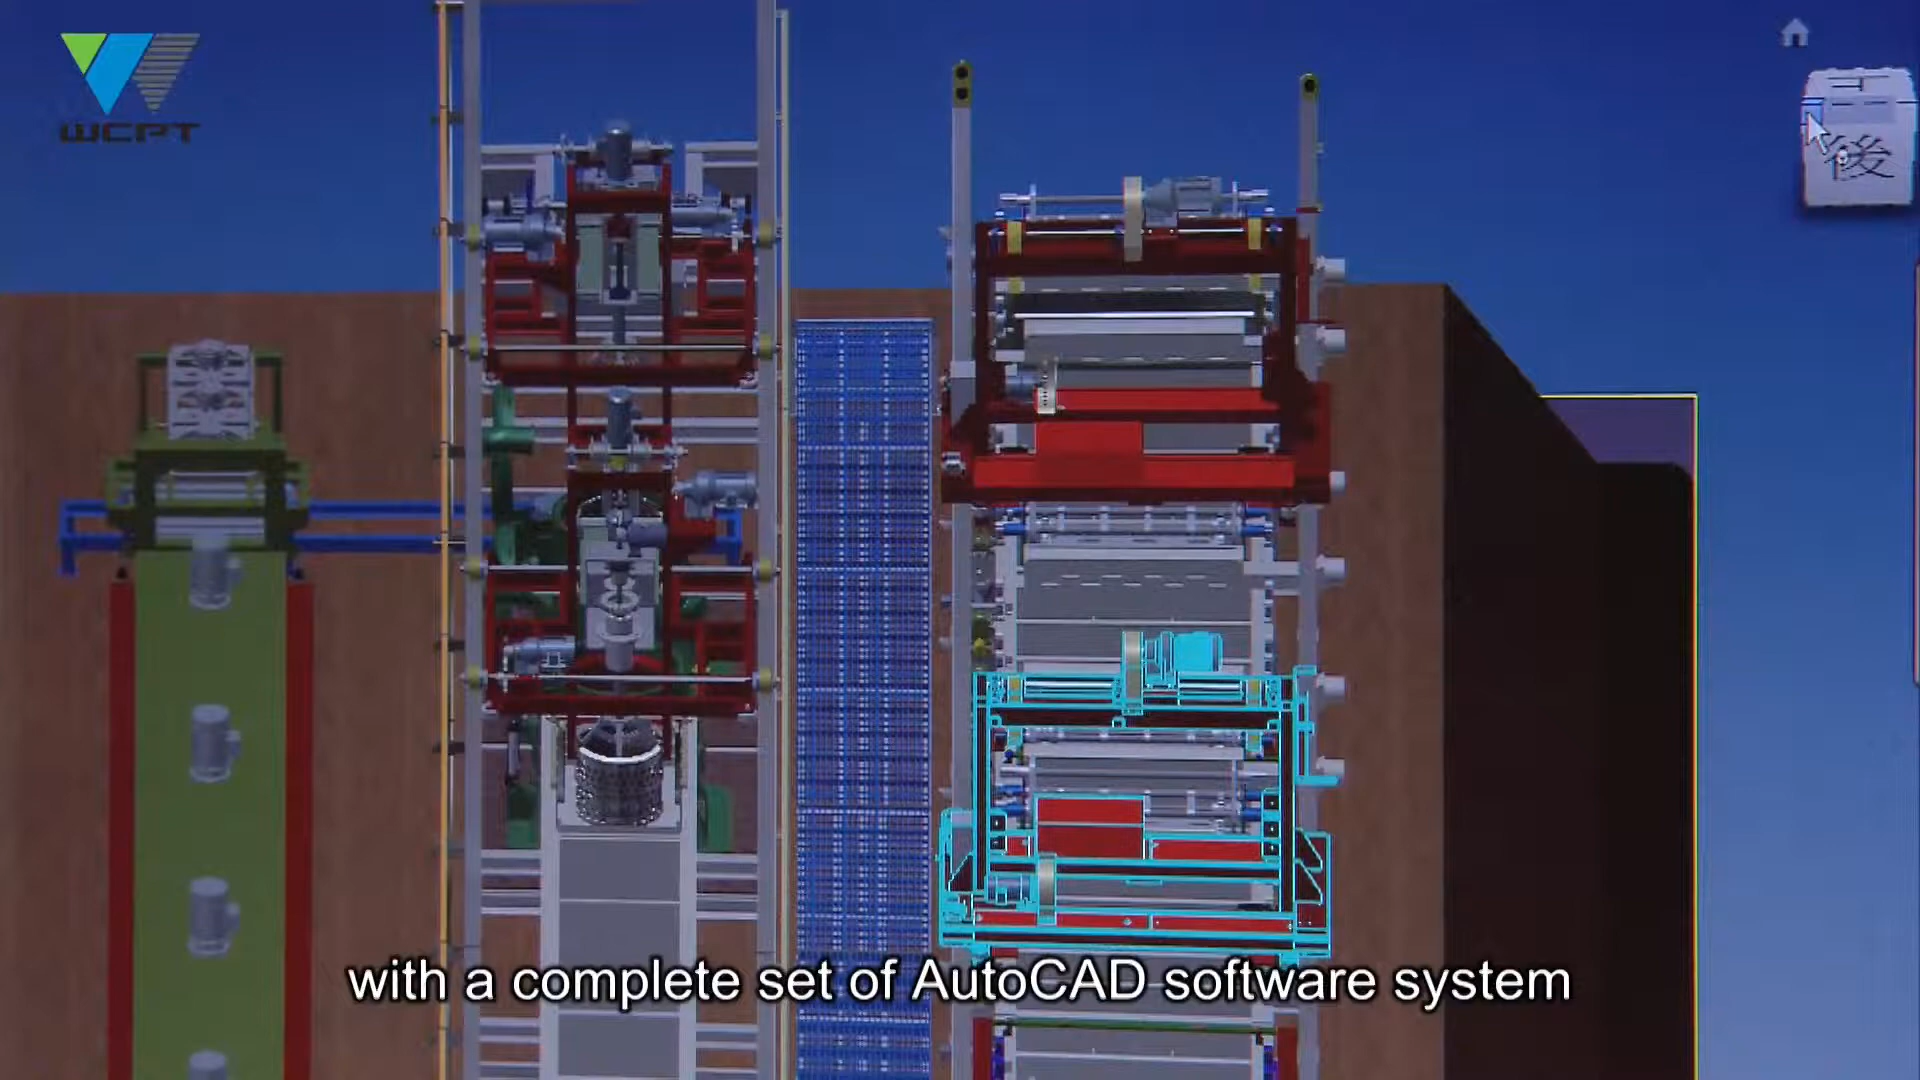 WCPT
後
with a complete set of AutoCAD software system